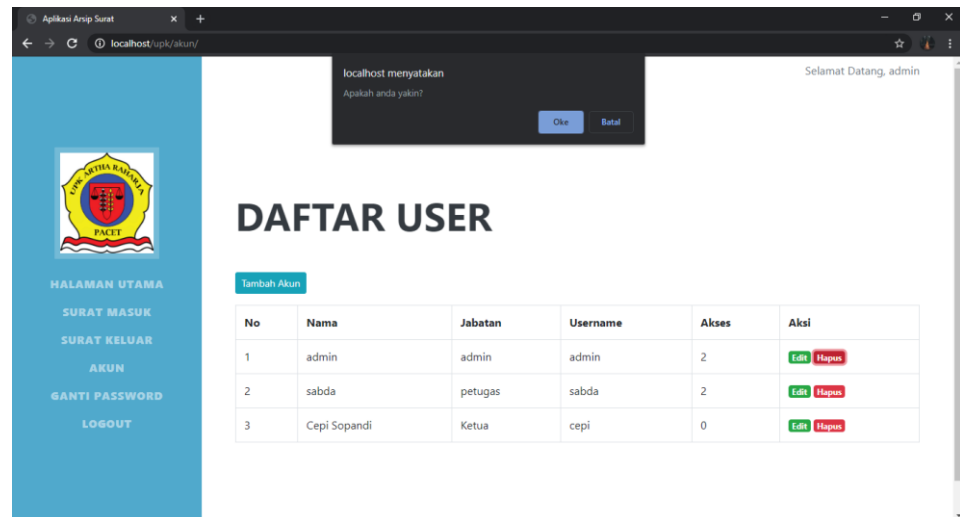 Aplikasi Arsip Surat
localhost/upk/akun/
localhost menyatakan
Apakah anda yakin?
Oke Batal
Selamat Datang, admin
UPK ARTHA RAHARJA
PACET
HALAMAN UTAMA
SURAT MASUK
SURAT KELUAR
AKUN
GANTI PASSWORD
LOGOUT
DAFTAR USER
Tambah Akun
No Nama Jabatan Username Akses Aksi
1 admin admin admin 2 Edit Hapus
2 sabda petugas sabda 2 Edit Hapus
3 Cepi Sopandi Ketua cepi 0 Edit Hapus